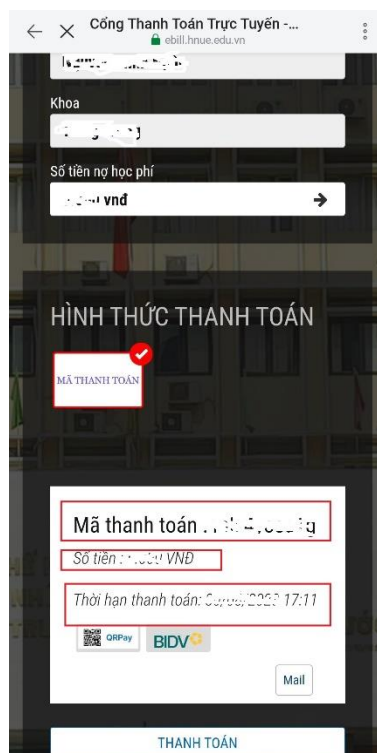 Cổng Thanh Toán Trực Tuyến -...
ebill.hnue.edu.vn
Khoa
Số tiền nợ học phí
vnđ
HÌNH THỨC THANH TOÁN
MÃ THANH TOÁN
Mã thanh toán
Số tiền : VNĐ
Thời hạn thanh toán: 17:11
QRPay
BIDV
Mail
THANH TOÁN